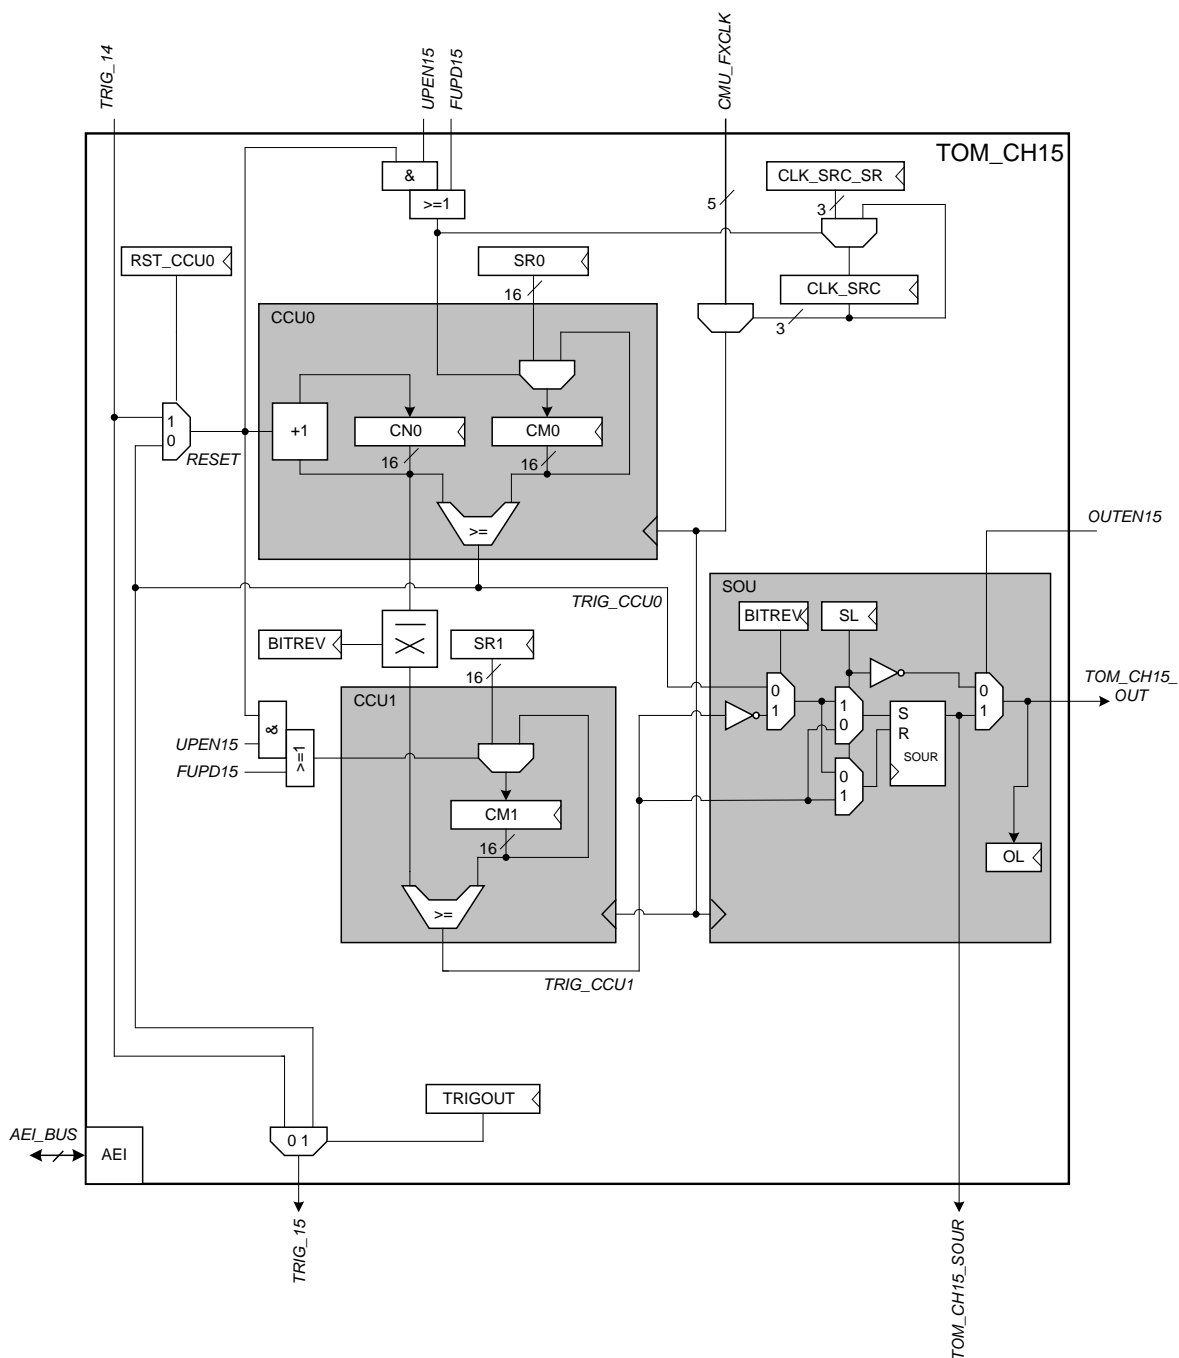 TRIG_14
UPEN15
FUPD15
CMU_FXCLK
TOM_CH15
&
>=1
5
CLK_SRC_SR
3
RST_CCU0
SR0
16
CLK_SRC
3
CCU0
1
0
RESET
+1
CN0
CM0
16
16
>=
OUTEN15
TRIG_CCU0
SOU
BITREV
SL
BITREV
SR1
16
CCU1
0
1
1
0
S
R
SOUR
0
1
TOM_CH15_
OUT
&
UPEN15
>=1
FUPD15
0
1
CM1
16
OL
>=
TRIG_CCU1
TRIGOUT
AEI_BUS
AEI
0 1
TRIG_15
TOM_CH15_SOUR